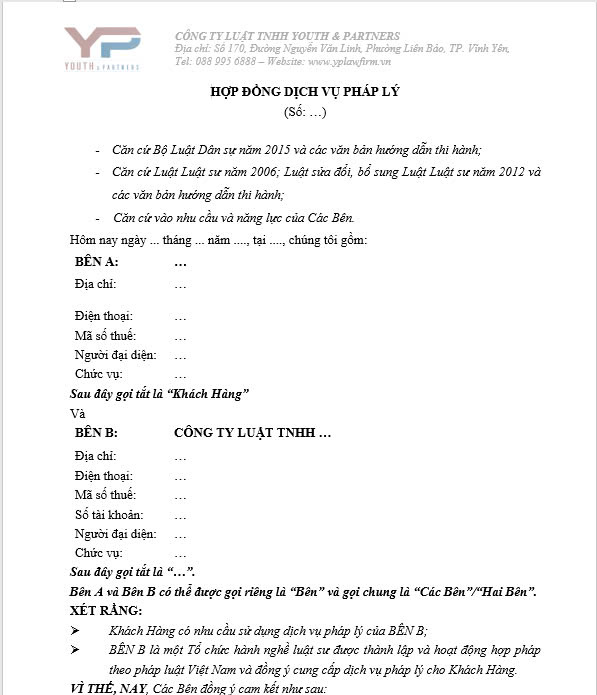 YP
YOUTH & PARTNERS
CÔNG TY LUẬT TNHH YOUTH & PARTNERS
Địa chỉ: Số 170, Đường Nguyễn Văn Linh, Phường Liên Bảo, TP. Vĩnh Yên,
Tel: 088 995 6888 – Website: www.yplawfirm.vn
HỢP ĐỒNG DỊCH VỤ PHÁP LÝ
(Số: …)
- Căn cứ Bộ Luật Dân sự năm 2015 và các văn bản hướng dẫn thi hành;
- Căn cứ Luật Luật sư năm 2006; Luật sửa đổi, bổ sung Luật Luật sư năm 2012 và
các văn bản hướng dẫn thi hành;
- Căn cứ vào nhu cầu và năng lực của Các Bên.
Hôm nay ngày ... tháng ... năm ...., tại ...., chúng tôi gồm:
BÊN A: …
Địa chỉ: …
Điện thoại: …
Mã số thuế: …
Người đại diện: …
Chức vụ: …
Sau đây gọi tắt là “Khách Hàng”
Và
BÊN B: CÔNG TY LUẬT TNHH …
Địa chỉ: …
Điện thoại: …
Mã số thuế: …
Số tài khoản: …
Người đại diện: …
Chức vụ: …
Sau đây gọi tắt là “…”.
Bên A và Bên B có thể được gọi riêng là “Bên” và gọi chung là “Các Bên”/“Hai Bên”.
XÉT RẰNG:
➢ Khách Hàng có nhu cầu sử dụng dịch vụ pháp lý của BÊN B;
➢ BÊN B là một Tổ chức hành nghề luật sư được thành lập và hoạt động hợp pháp
theo pháp luật Việt Nam và đồng ý cung cấp dịch vụ pháp lý cho Khách Hàng.
VÌ THẾ, NAY, Các Bên đồng ý cam kết như sau: